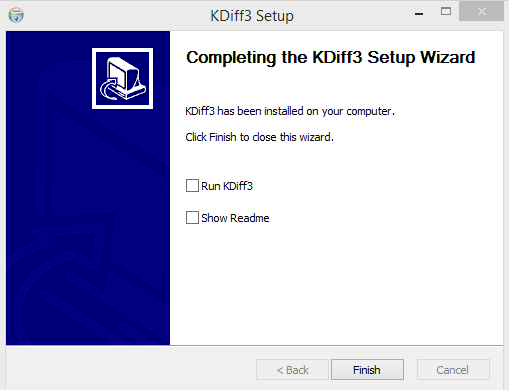 KDiff3 Setup
Completing the KDiff3 Setup Wizard
KDiff3 has been installed on your computer.
Click Finish to close this wizard.
Run KDiff3
Show Readme
< Back
Finish
Cancel